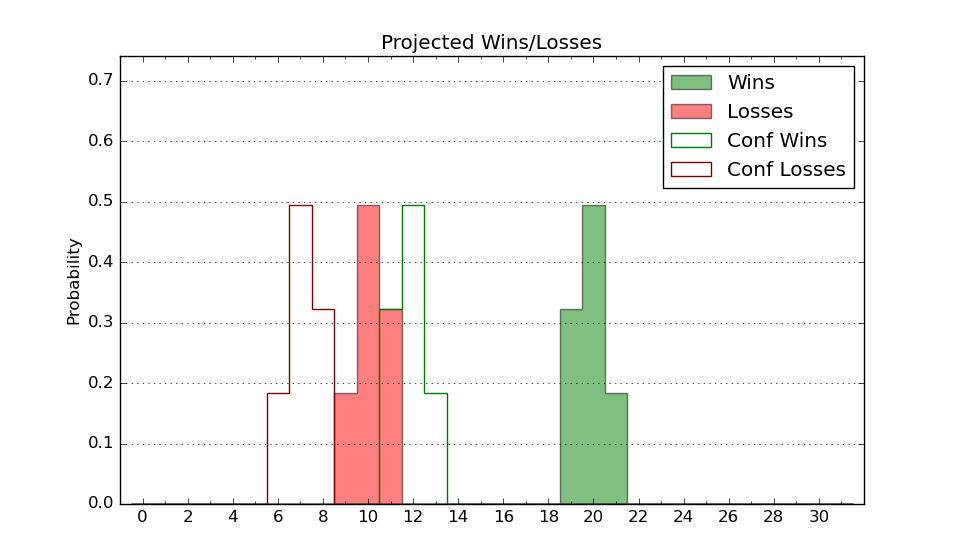 Projected Wins/Losses
Wins
Losses
Conf Wins
Conf Losses
Probability
0.7
0.6
0.5
0.4
0.3
0.2
0.1
0.0
0 2 4 6 8 10 12 14 16 18 20 22 24 26 28 30